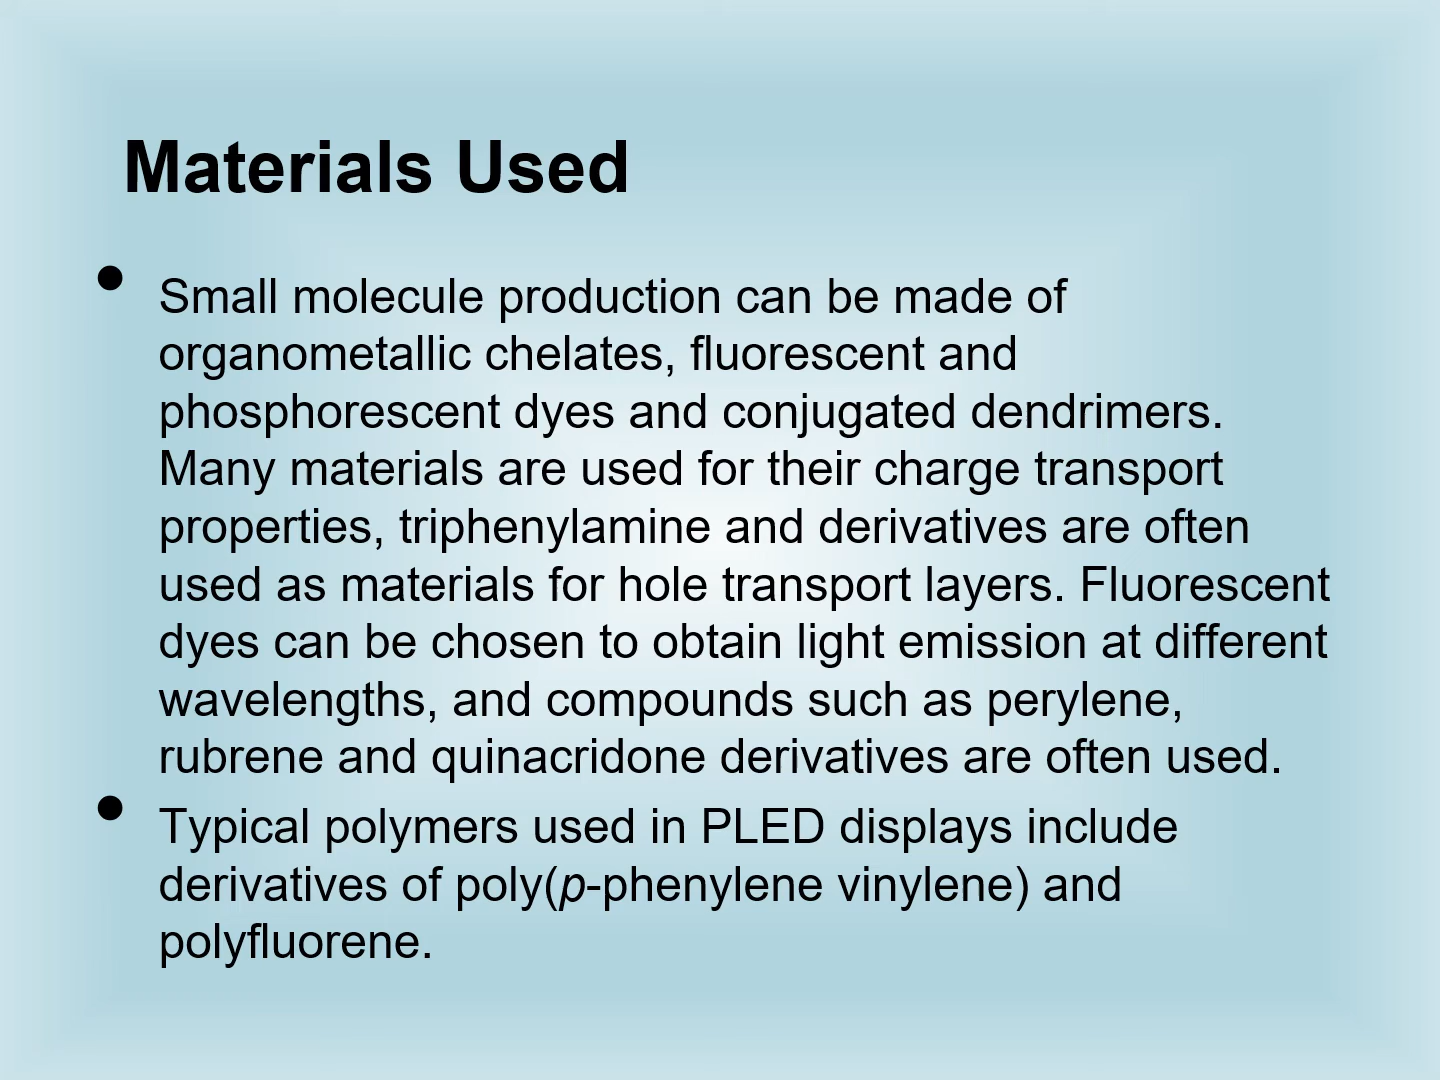 Materials Used
• Small molecule production can be made of
organometallic chelates, fluorescent and
phosphorescent dyes and conjugated dendrimers.
Many materials are used for their charge transport
properties, triphenylamine and derivatives are often
used as materials for hole transport layers. Fluorescent
dyes can be chosen to obtain light emission at different
wavelengths, and compounds such as perylene,
rubrene and quinacridone derivatives are often used.
• Typical polymers used in PLED displays include
derivatives of poly(p-phenylene vinylene) and
polyfluorene.